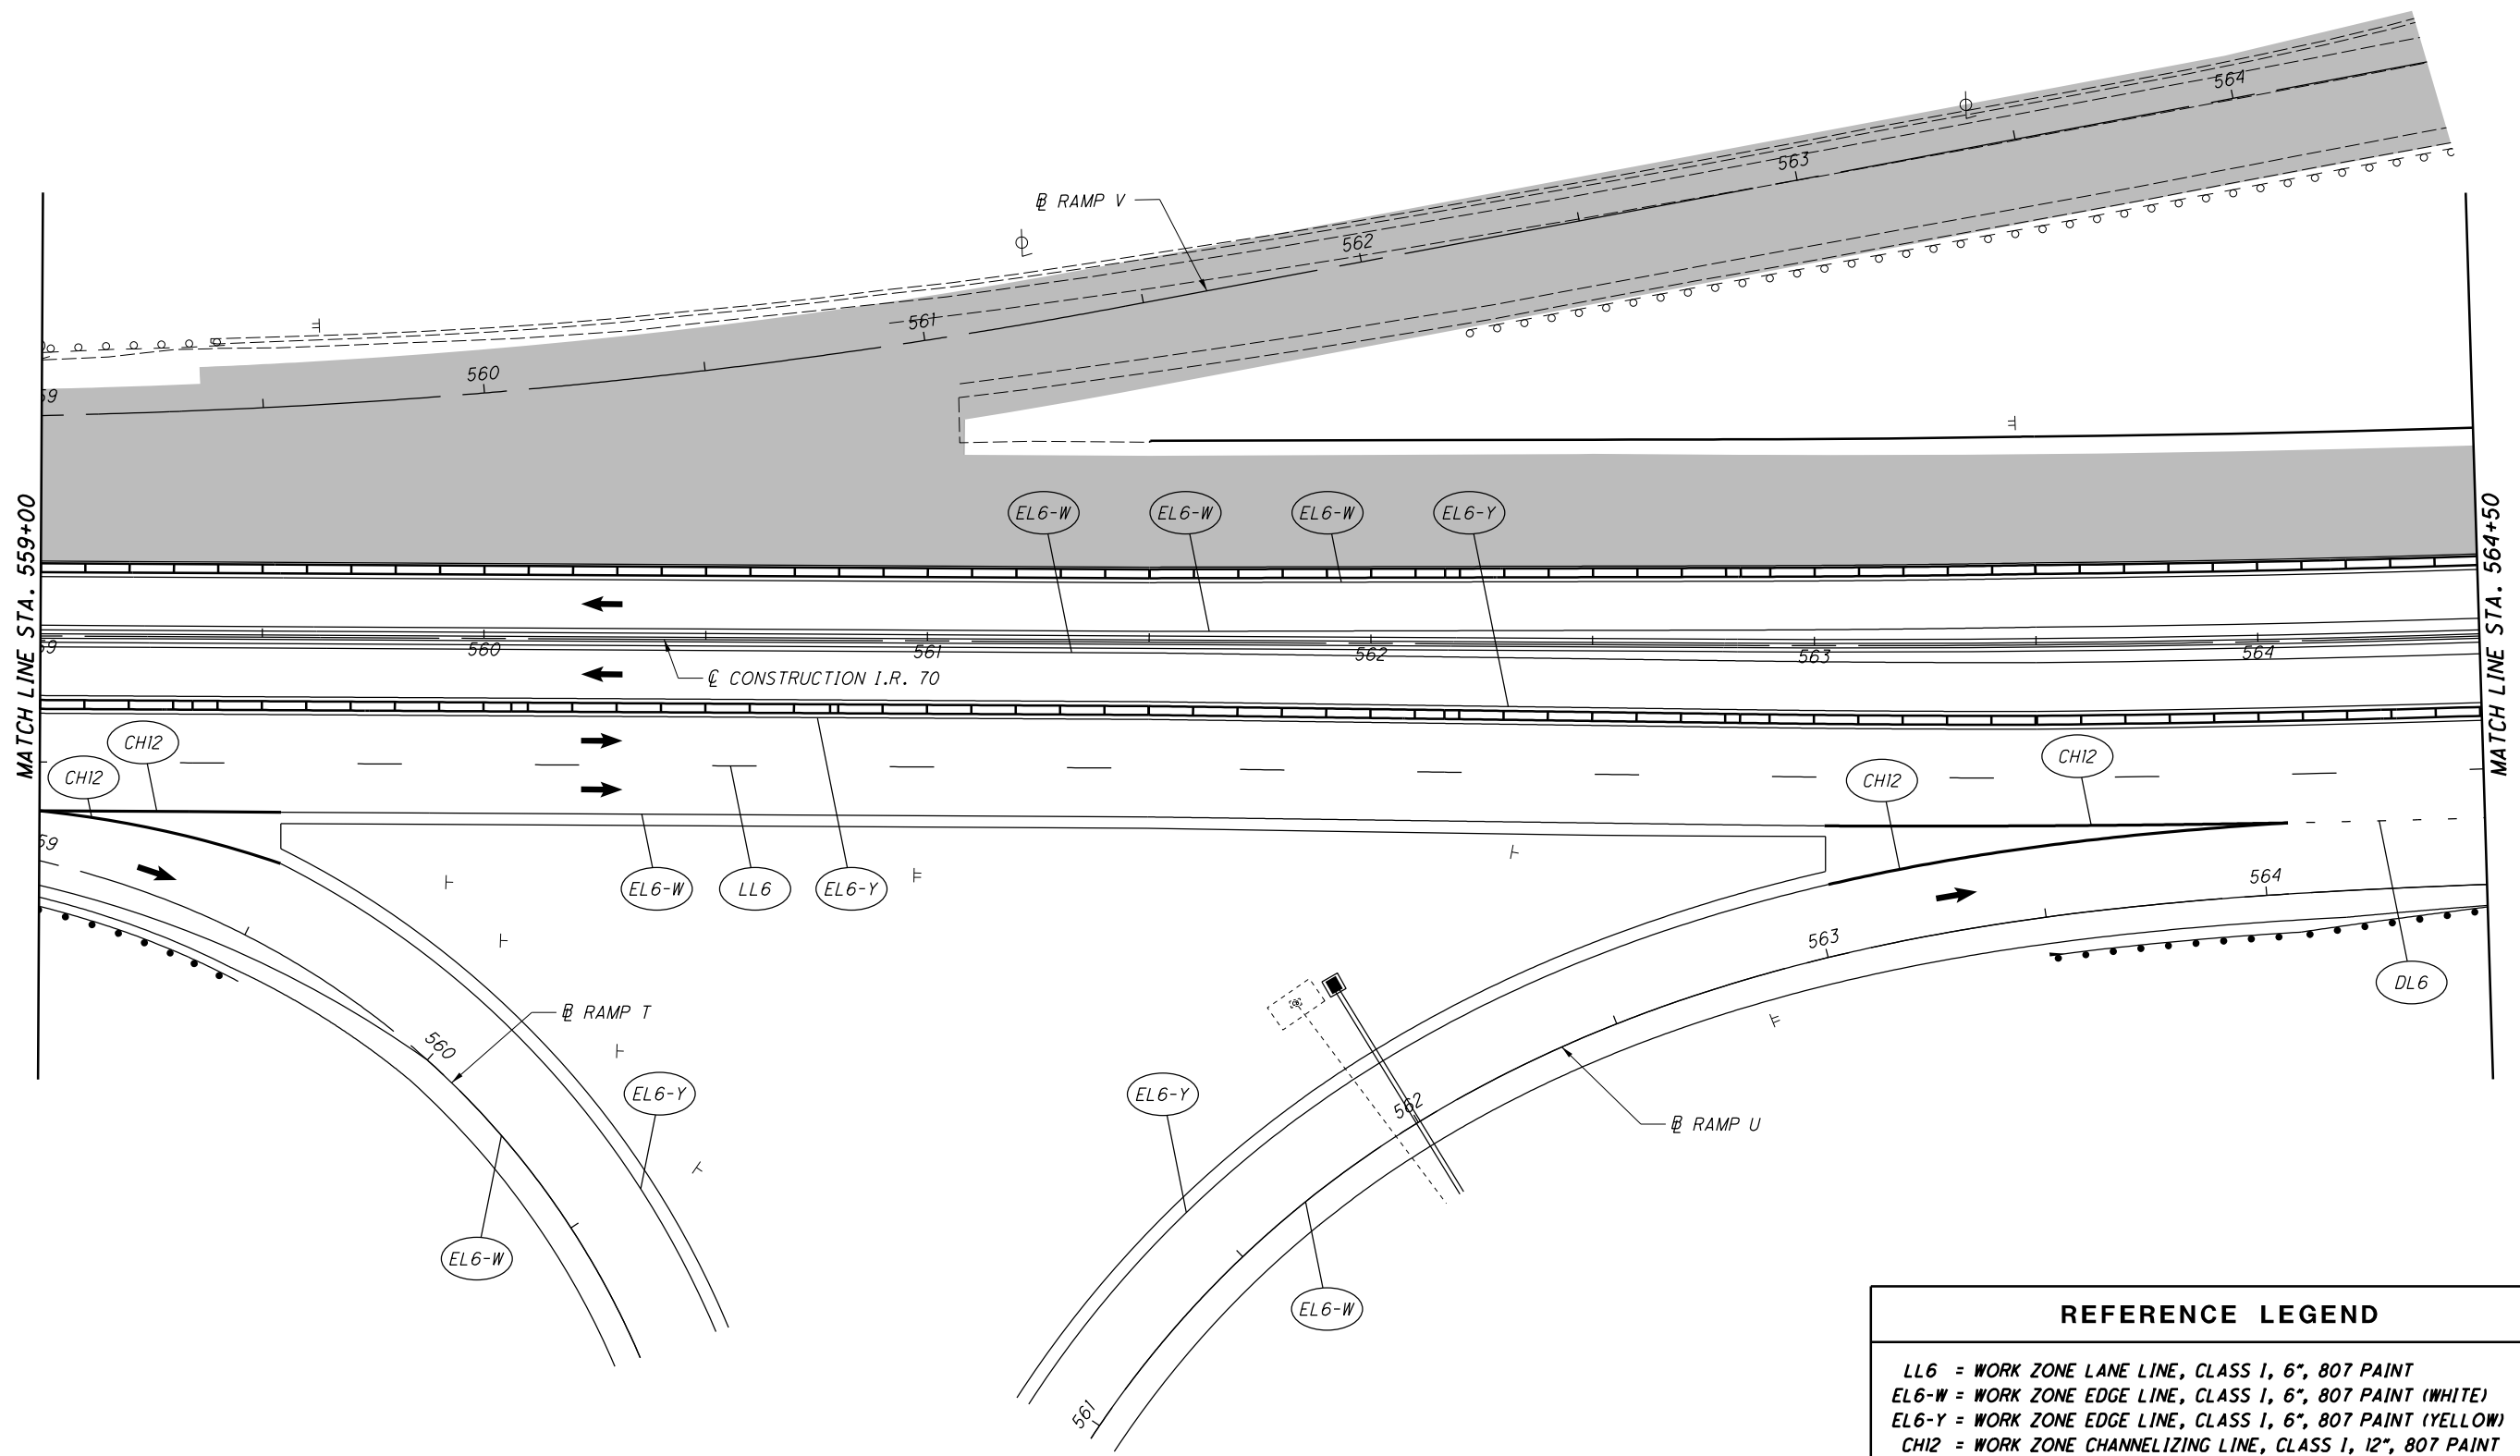 564
563
562
561
560
59
℄ RAMP V
MATCH LINE STA. 559+00
MATCH LINE STA. 564+50
EL6-W
EL6-W
EL6-W
EL6-Y
59
560
561
562
563
564
℄ CONSTRUCTION I.R. 70
CH12
CH12
CH12
CH12
59
EL6-W
LL6
EL6-Y
564
563
DL6
℄ RAMP T
560
EL6-Y
EL6-Y
562
℄ RAMP U
EL6-W
EL6-W
561
REFERENCE LEGEND
LL6 = WORK ZONE LANE LINE, CLASS I, 6", 807 PAINT
EL6-W = WORK ZONE EDGE LINE, CLASS I, 6", 807 PAINT (WHITE)
EL6-Y = WORK ZONE EDGE LINE, CLASS I, 6", 807 PAINT (YELLOW)
CH12 = WORK ZONE CHANNELIZING LINE, CLASS I, 12", 807 PAINT